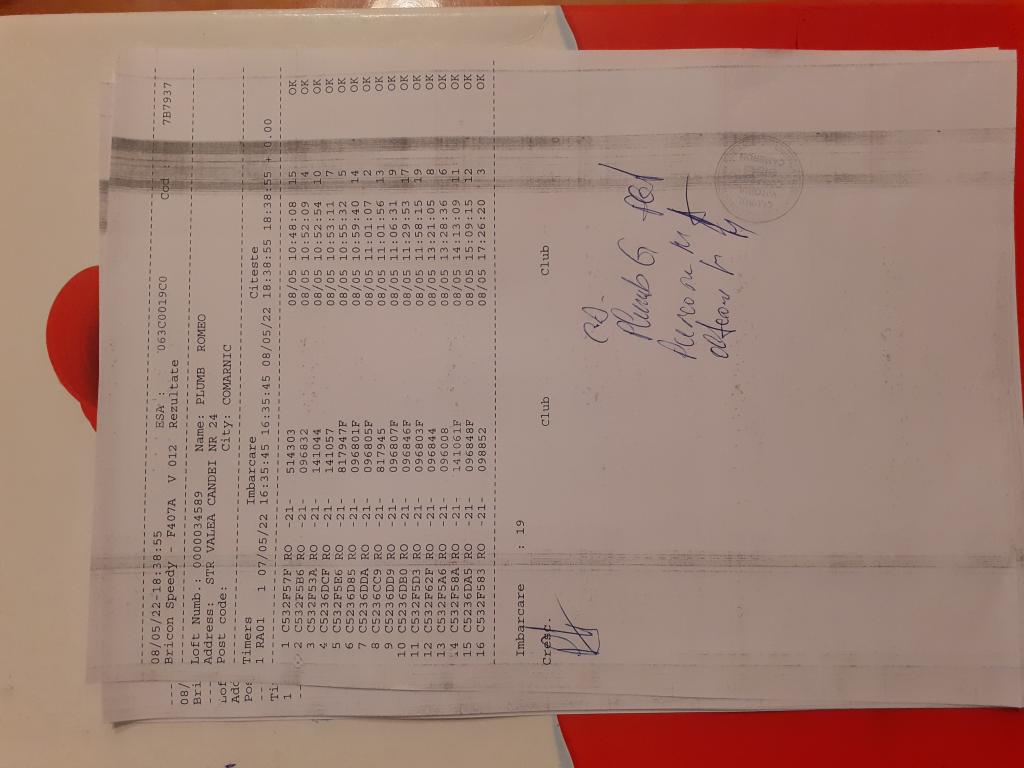 08/05/22-18:38:55 ESA : 063C0019C0 Cod : 7B7937
Bricon Speedy - F407A V 012 Rezultate
Loft Numb.: 0000034589 Name: PLUMB ROMEO
Address: STR VALEA CANDEI NR 24
Post code: City: COMARNIC
Timers Imbarcare Citeste
1 RA01 1 07/05/22 16:35:45 16:35:45 08/05/22 18:38:55 18:38:55 + 0.00
1 C532F57F RO -21- 514303 08/05 10:48:08 15 OK
2 C532F5B6 RO -21- 096832 08/05 10:52:09 4 OK
3 C532F53A RO -21- 141044 08/05 10:52:54 10 OK
4 C5236DCF RO -21- 141057 08/05 10:53:11 7 OK
5 C532F5E6 RO -21- 817947F 08/05 10:55:32 5 OK
6 C5236DB5 RO -21- 096801F 08/05 10:59:40 14 OK
7 C5236DDA RO -21- 096805F 08/05 11:01:07 2 OK
8 C5236CC9 RO -21- 817945 08/05 11:01:56 13 OK
9 C5236DD9 RO -21- 096807F 08/05 11:06:31 9 OK
10 C5236DB0 RO -21- 096846F 08/05 11:29:53 17 OK
11 C532F5D3 RO -21- 096803F 08/05 11:58:15 19 OK
12 C532F62F RO -21- 096844 08/05 13:21:05 8 OK
13 C532F5A6 RO -21- 096008 08/05 13:28:36 6 OK
14 C532F58A RO -21- 141061F 08/05 14:13:09 11 OK
15 C5236DA5 RO -21- 096848F 08/05 15:09:15 12 OK
16 C532F583 RO -21- 098852 08/05 17:26:20 3 OK
Imbarcare : 19
Cresc. Club Club
Plumb G
08/
Bri
Lof
Add
Pos
Ti
1